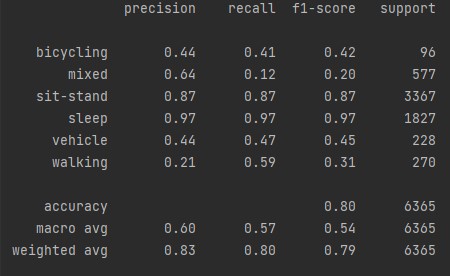 precision recall f1-score support
bicycling 0.44 0.41 0.42 96
mixed 0.64 0.12 0.20 577
sit-stand 0.87 0.87 0.87 3367
sleep 0.97 0.97 0.97 1827
vehicle 0.44 0.47 0.45 228
walking 0.21 0.59 0.31 270
accuracy 0.80 6365
macro avg 0.60 0.57 0.54 6365
weighted avg 0.83 0.80 0.79 6365